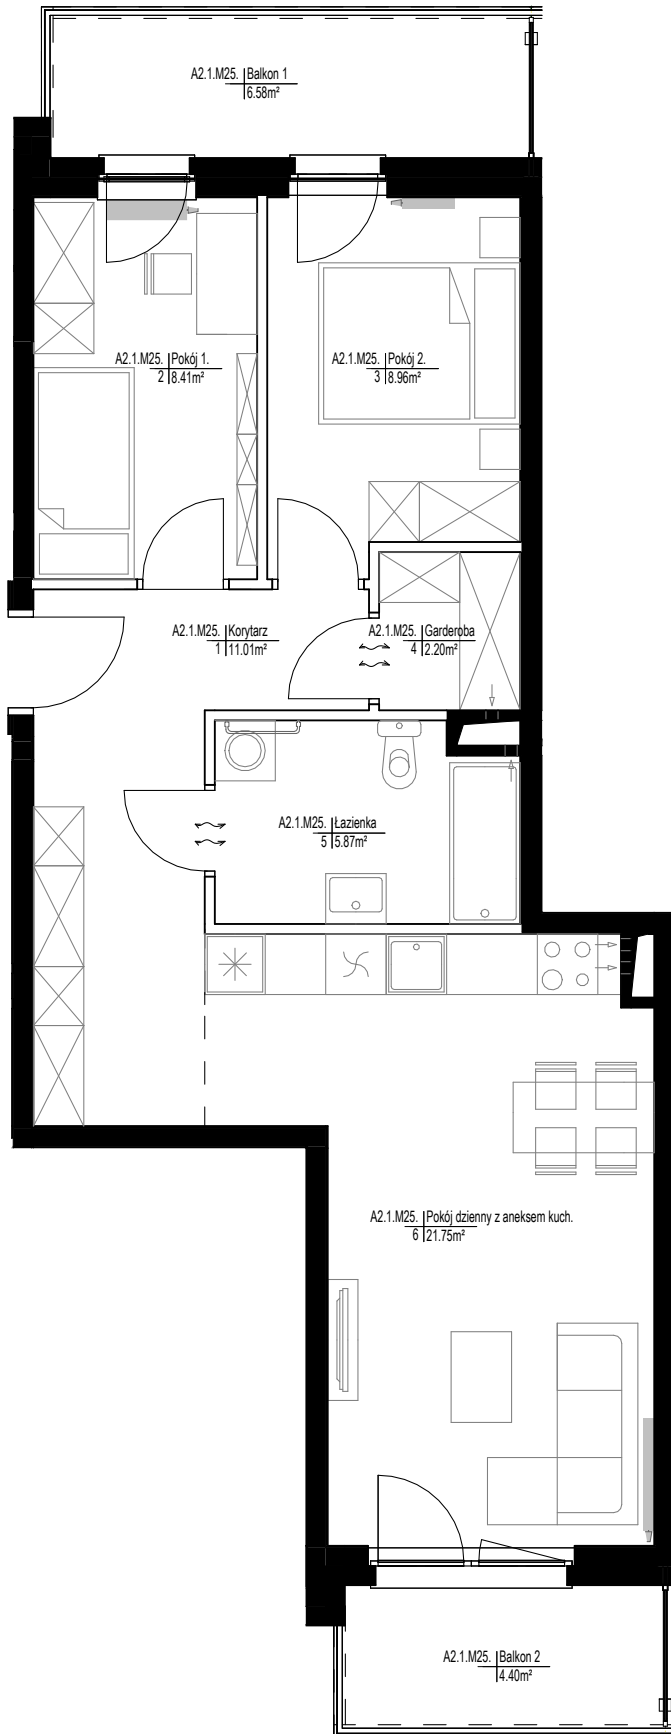 A2.1.M25. Balkon 1
6.58m²
A2.1.M25. Pokój 1.
2 8.41m²
A2.1.M25. Pokój 2.
3 8.96m²
A2.1.M25. Korytarz
1 11.01m²
A2.1.M25. Garderoba
4 2.20m²
A2.1.M25. Łazienka
5 5.87m²
A2.1.M25. Pokój dzienny z aneksem kuch.
6 21.75m²
A2.1.M25. Balkon 2
4.40m²